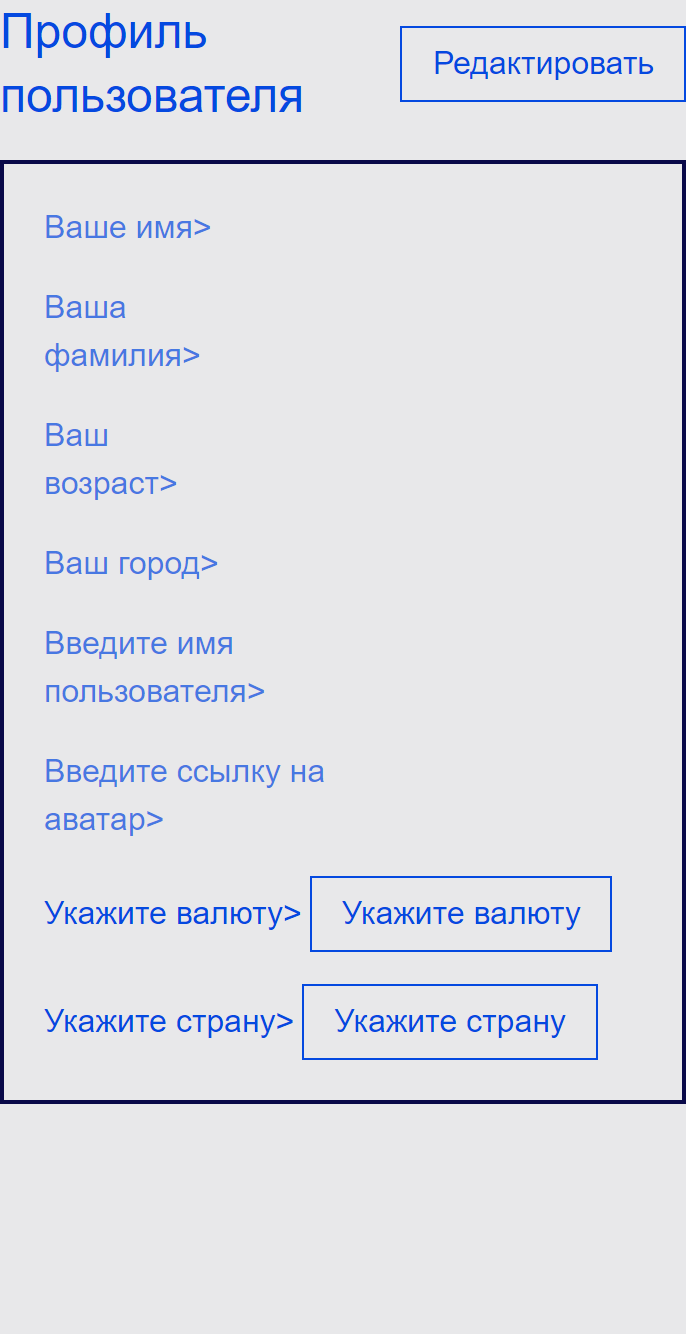 Профиль
пользователя
Редактировать
Ваше имя>
Ваша
фамилия>
Ваш
возраст>
Ваш город>
Введите имя
пользователя>
Введите ссылку на
аватар>
Укажите валюту> Укажите валюту
Укажите страну> Укажите страну